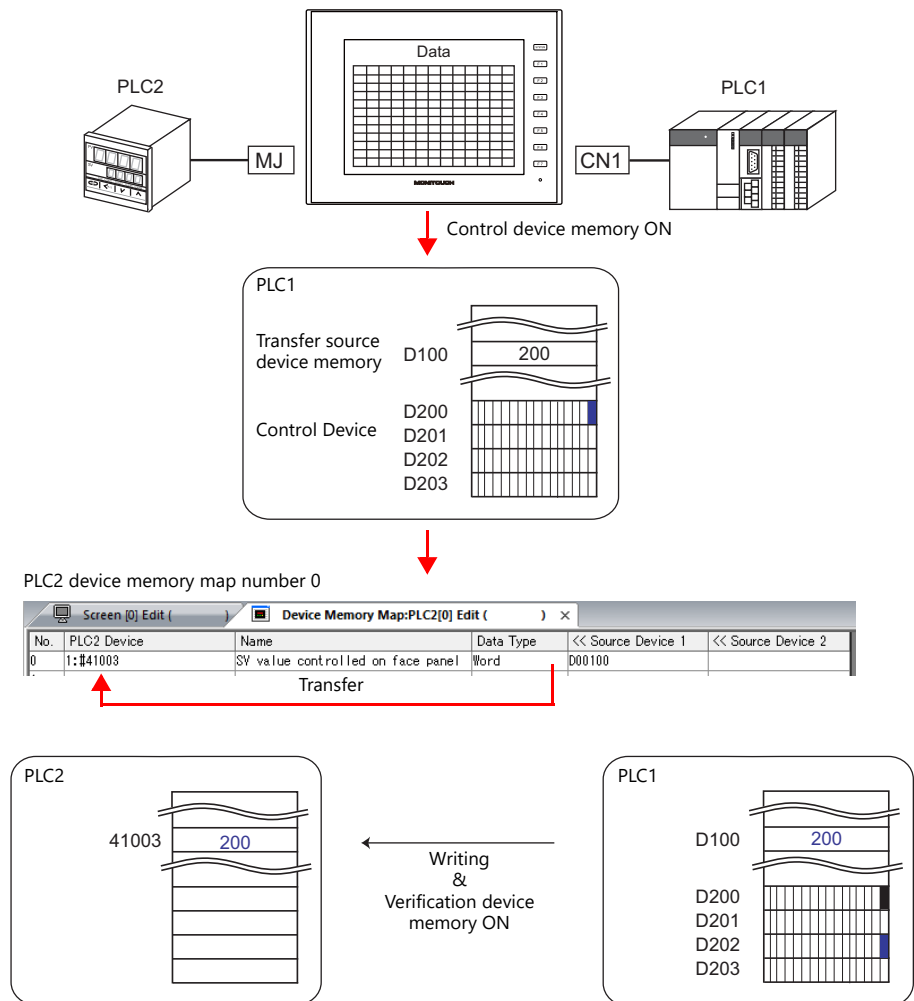 Data
PLC2
PLC1
MJ
CN1
MONITOUCH
Control device memory ON
PLC1
Transfer source
device memory
D100
200
Control Device
D200
D201
D202
D203
PLC2 device memory map number 0
Screen [0] Edit ( )
Device Memory Map:PLC2[0] Edit ( ) ×
No. PLC2 Device Name Data Type << Source Device 1 << Source Device 2
0 1:#41003 SV value controlled on face panel Word D00100
Transfer
PLC2
41003
200
Writing
&
Verification device
memory ON
PLC1
D100
200
D200
D201
D202
D203